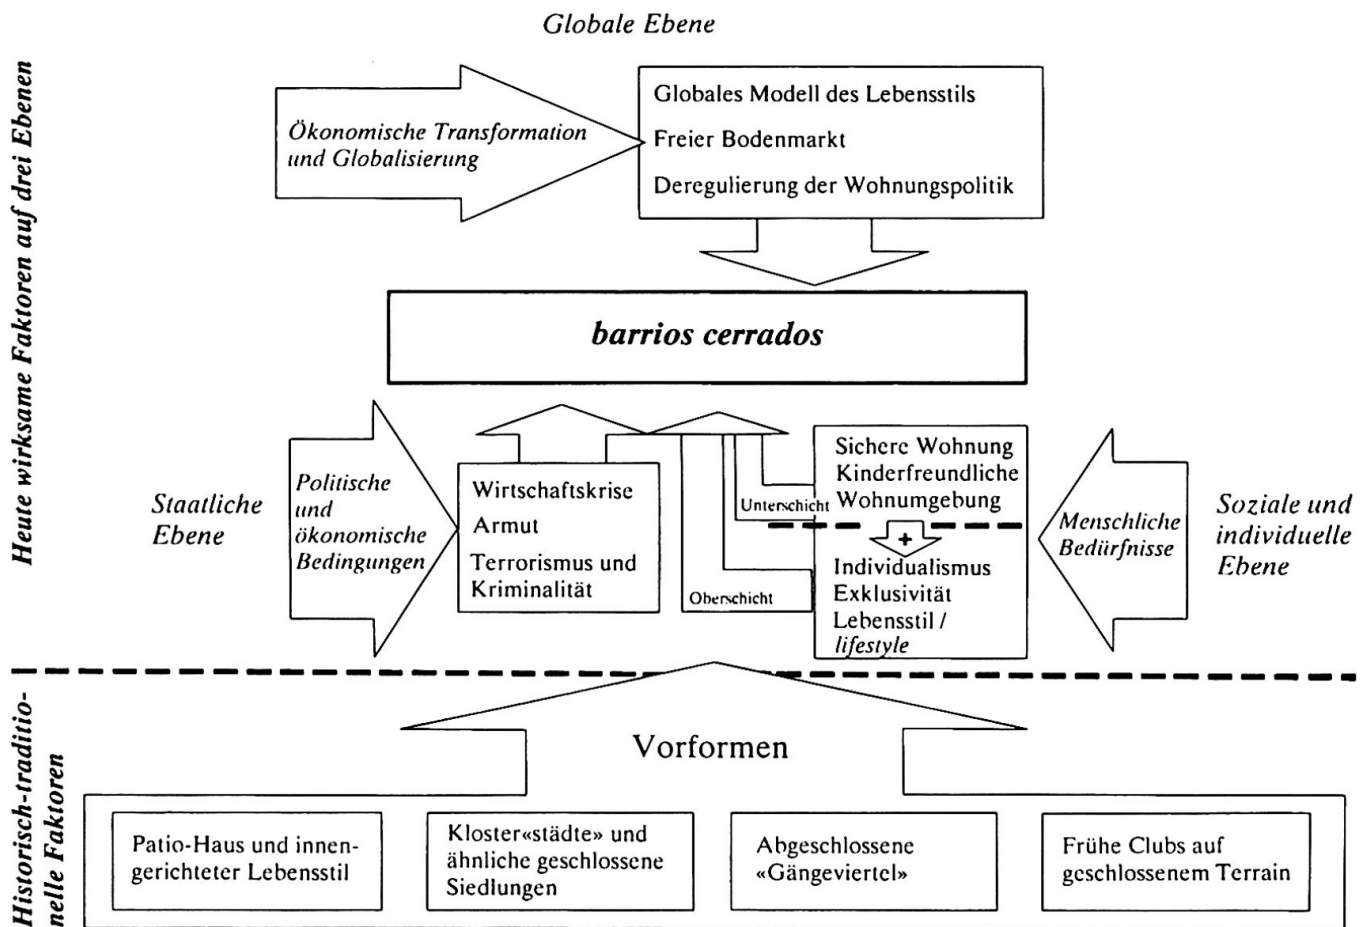 Globale Ebene
Heute wirksame Faktoren auf drei Ebenen
Ökonomische Transformation
und Globalisierung
Globales Modell des Lebensstils
Freier Bodenmarkt
Deregulierung der Wohnungspolitik
barrios cerrados
Staatliche
Ebene
Politische
und
ökonomische
Bedingungen
Wirtschaftskrise
Armut
Terrorismus und
Kriminalität
Unterschicht
Oberschicht
Sichere Wohnung
Kinderfreundliche
Wohnumgebung
+
Individualismus
Exklusivität
Lebensstil /
lifestyle
Menschliche
Bedürfnisse
Soziale und
individuelle
Ebene
Historisch-traditio-
nelle Faktoren
Vorformen
Patio-Haus und innen-
gerichteter Lebensstil
Kloster«städte» und
ähnliche geschlossene
Siedlungen
Abgeschlossene
«Gängeviertel»
Frühe Clubs auf
geschlossenem Terrain